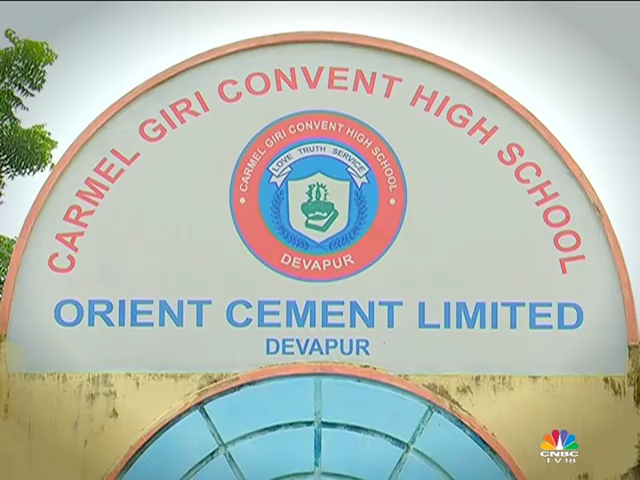 CARMEL GIRI CONVENT HIGH SCHOOL
CARMEL GIRI CONVENT HIGH SCHOOL
LOVE TRUTH SERVICE
DEVAPUR
ORIENT CEMENT LIMITED
DEVAPUR
CNBC
TV18